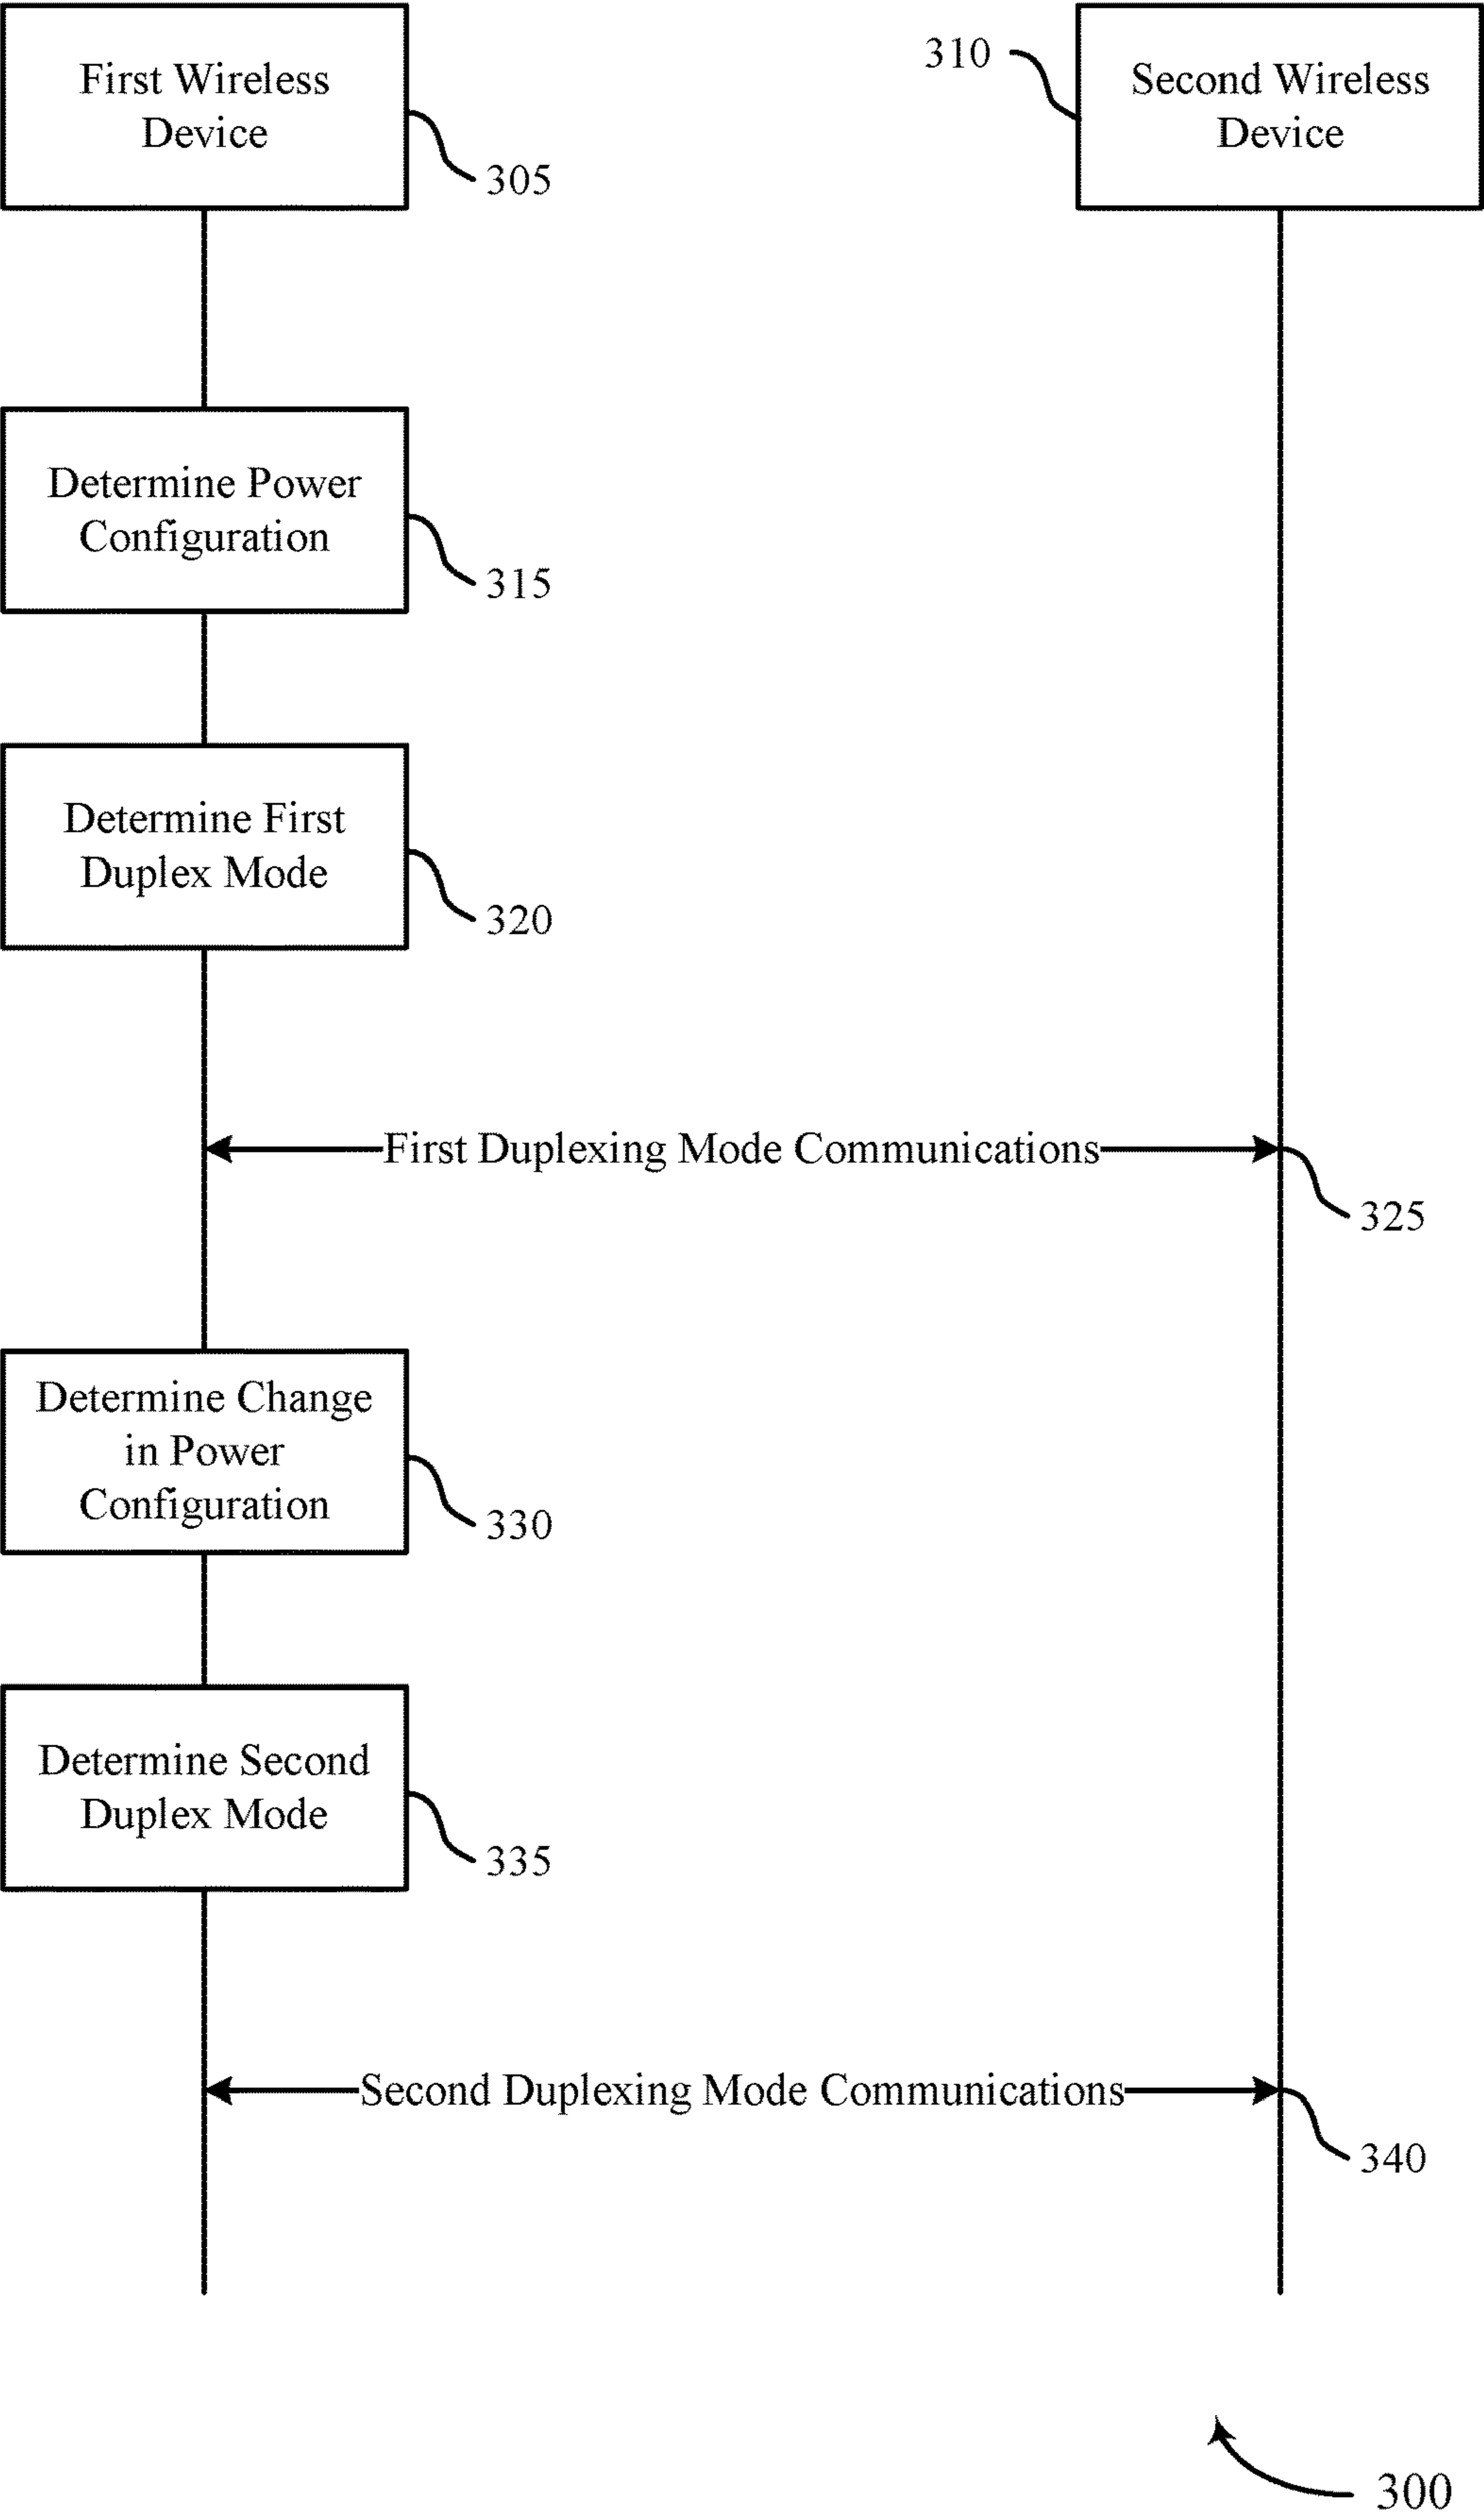 First Wireless
Device
305
310
Second Wireless
Device
Determine Power
Configuration
315
Determine First
Duplex Mode
320
First Duplexing Mode Communications
325
Determine Change
in Power
Configuration
330
Determine Second
Duplex Mode
335
Second Duplexing Mode Communications
340
300